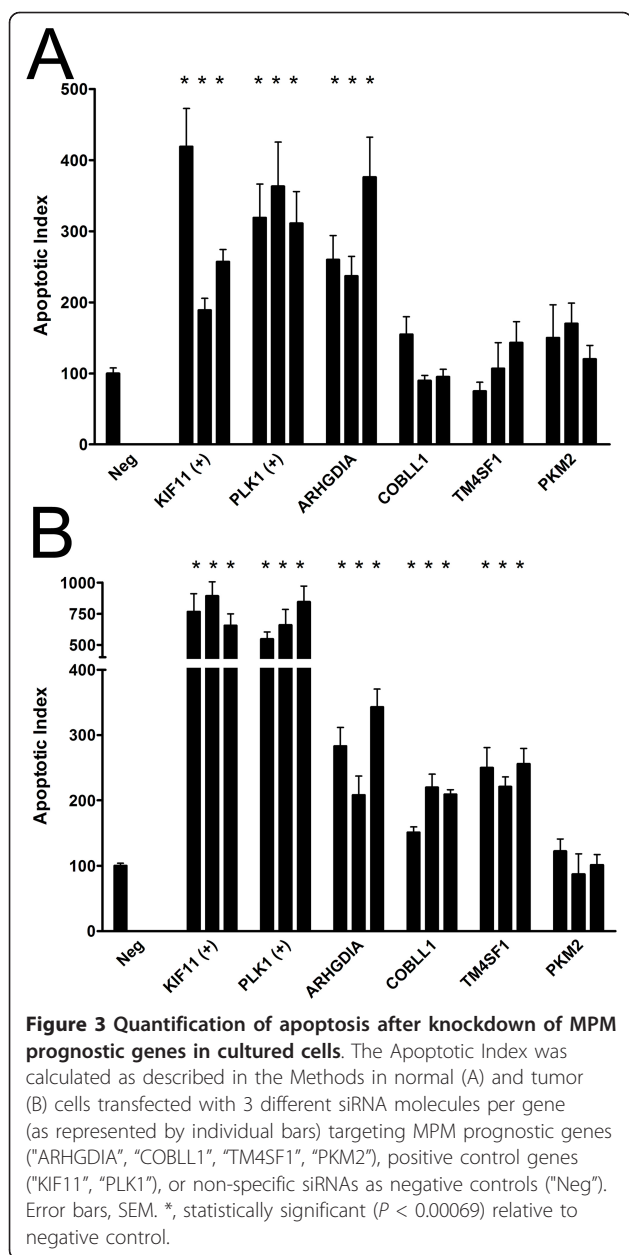 A
* * * * * * * * *
500
400
300
200
100
0
Apoptotic Index
Neg
KIF11 (+)
PLK1 (+)
ARHGDIA
COBLL1
TM4SF1
PKM2
B
* * * * * * * * * * * * * * *
1000
750
500
400
300
200
100
0
Apoptotic Index
Neg
KIF11 (+)
PLK1 (+)
ARHGDIA
COBLL1
TM4SF1
PKM2
Figure 3 Quantification of apoptosis after knockdown of MPM
prognostic genes in cultured cells. The Apoptotic Index was
calculated as described in the Methods in normal (A) and tumor
(B) cells transfected with 3 different siRNA molecules per gene
(as represented by individual bars) targeting MPM prognostic genes
("ARHGDIA", "COBLL1", "TM4SF1", "PKM2"), positive control genes
("KIF11", "PLK1"), or non-specific siRNAs as negative controls ("Neg").
Error bars, SEM. *, statistically significant (P < 0.00069) relative to
negative control.